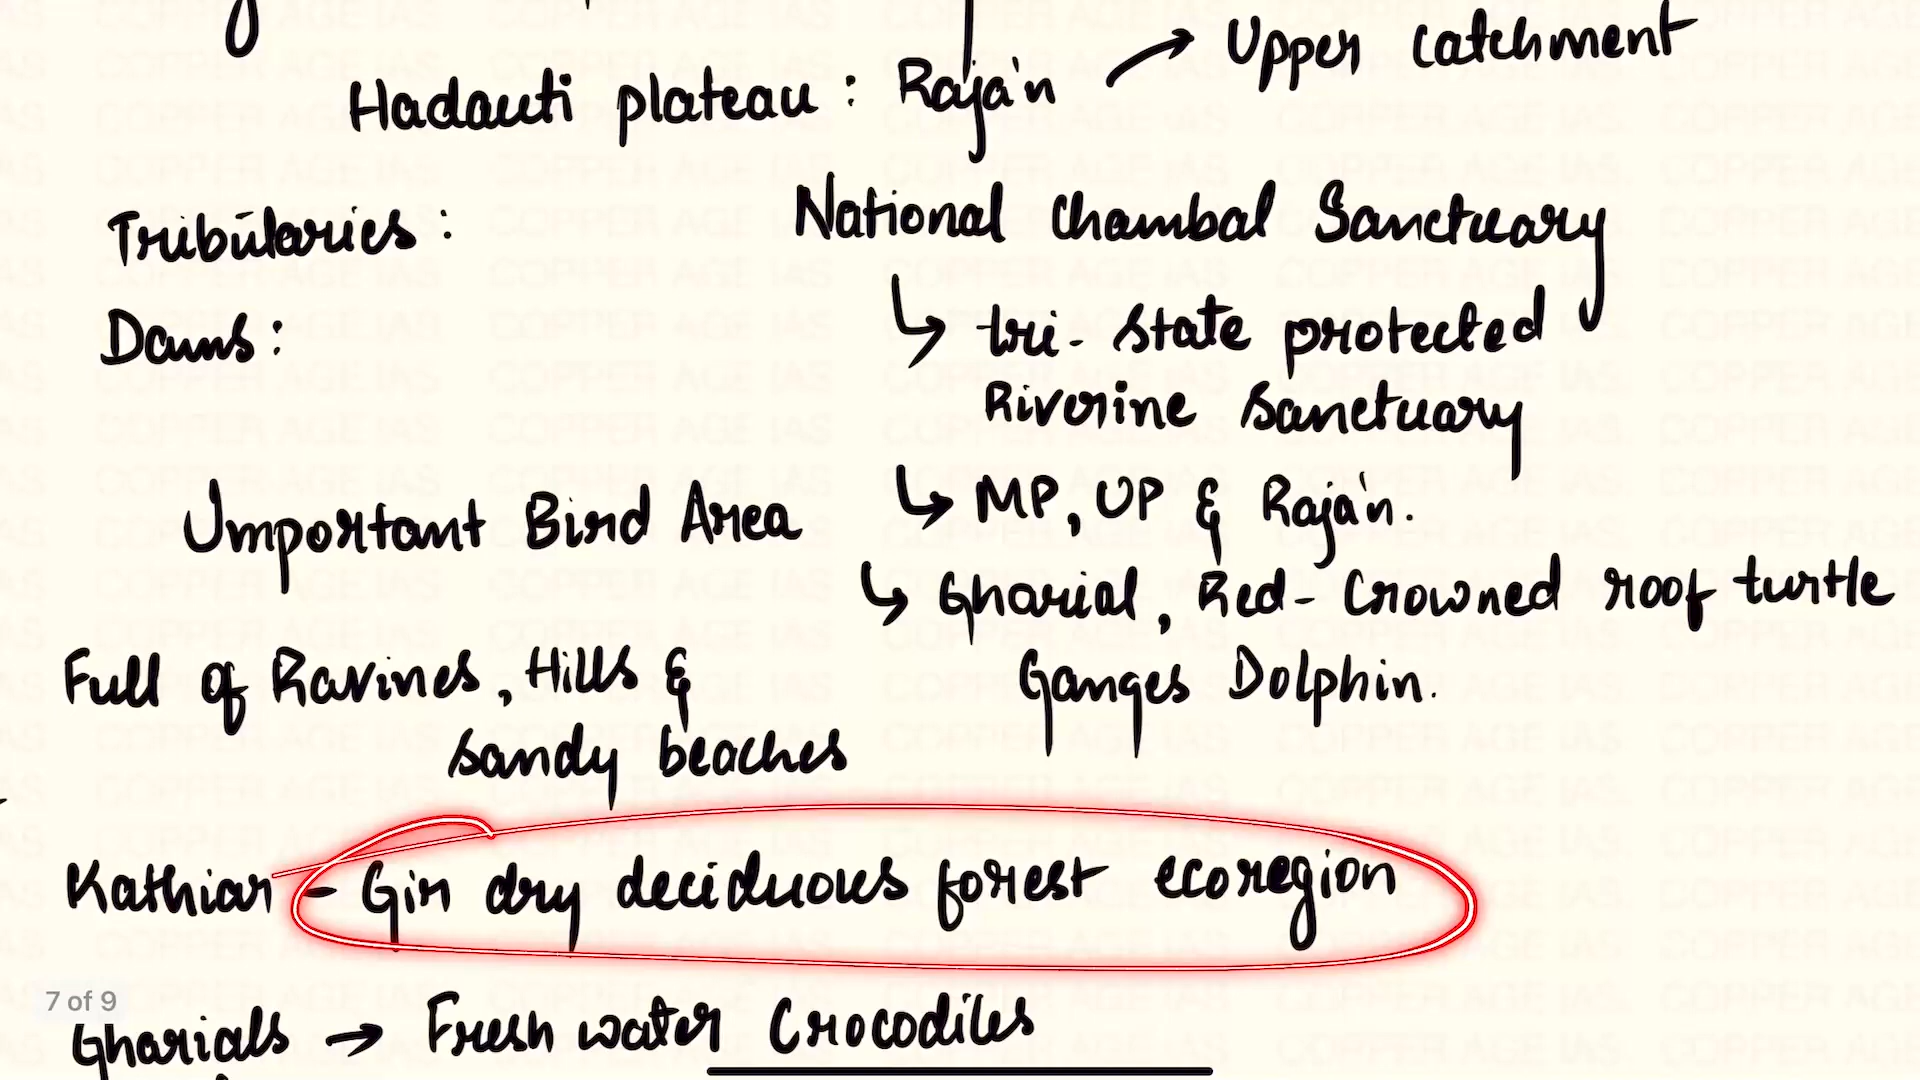 Hadauti plateau : Raja'n → Upper catchment
Tributaries :
Dams :
National Chambal Sanctuary
↳ tri-state protected
Riverine Sanctuary
↳ MP, UP & Raja'n.
↳ Gharial, Red-Crowned roof turtle
Ganges Dolphin.
Important Bird Area
Full of Ravines, Hills &
sandy beaches
Kathiar - Gir dry deciduous forest ecoregion
7 of 9
Gharials → Fresh water Crocodiles